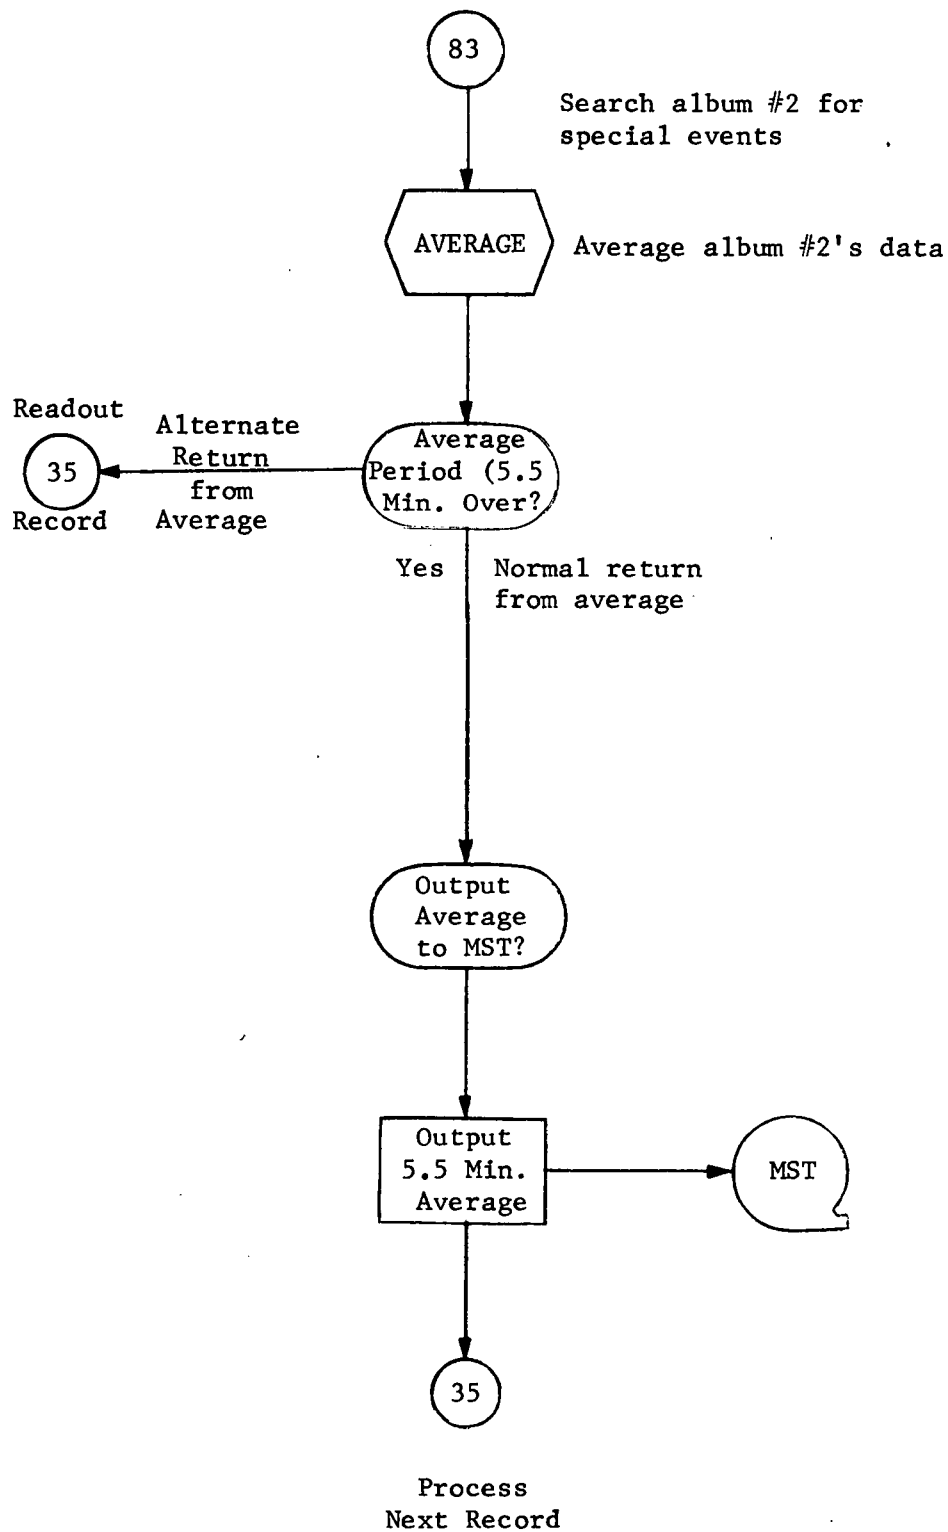 83
Search album #2 for
special events
AVERAGE
Average album #2's data
Readout
35
Record
Alternate
Return
from
Average
Average
Period (5.5
Min. Over?
Yes
Normal return
from average
Output
Average
to MST?
Output
5.5 Min.
Average
MST
35
Process
Next Record